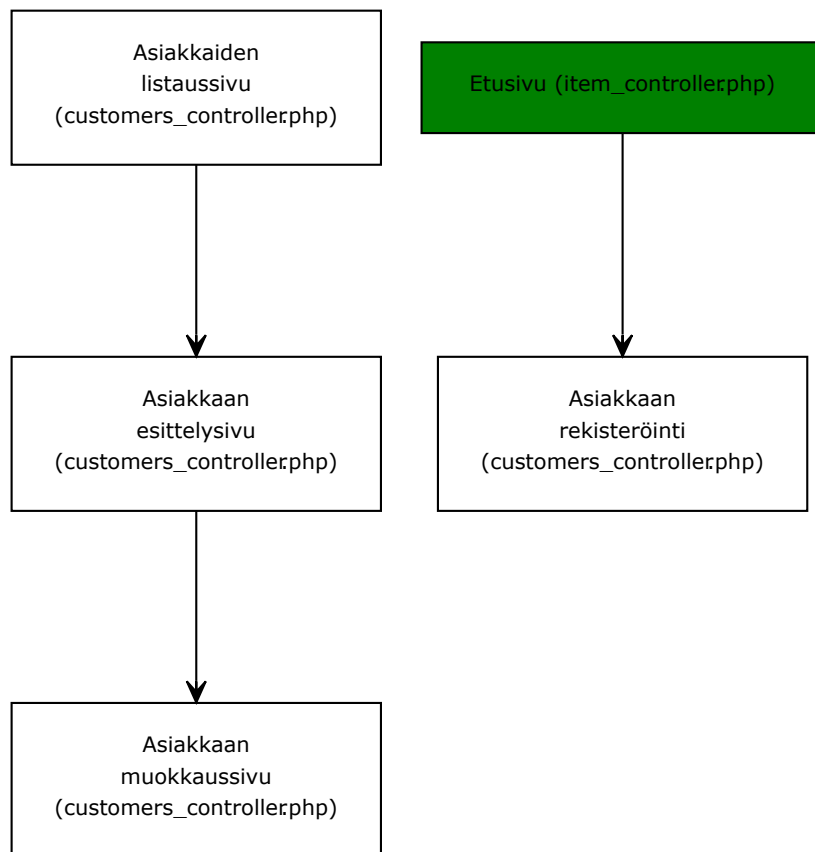 Asiakkaiden
listaussivu
(customers_controller.php)
Etusivu (item_controller.php)
Asiakkaan
esittelysivu
(customers_controller.php)
Asiakkaan
rekisteröinti
(customers_controller.php)
Asiakkaan
muokkaussivu
(customers_controller.php)